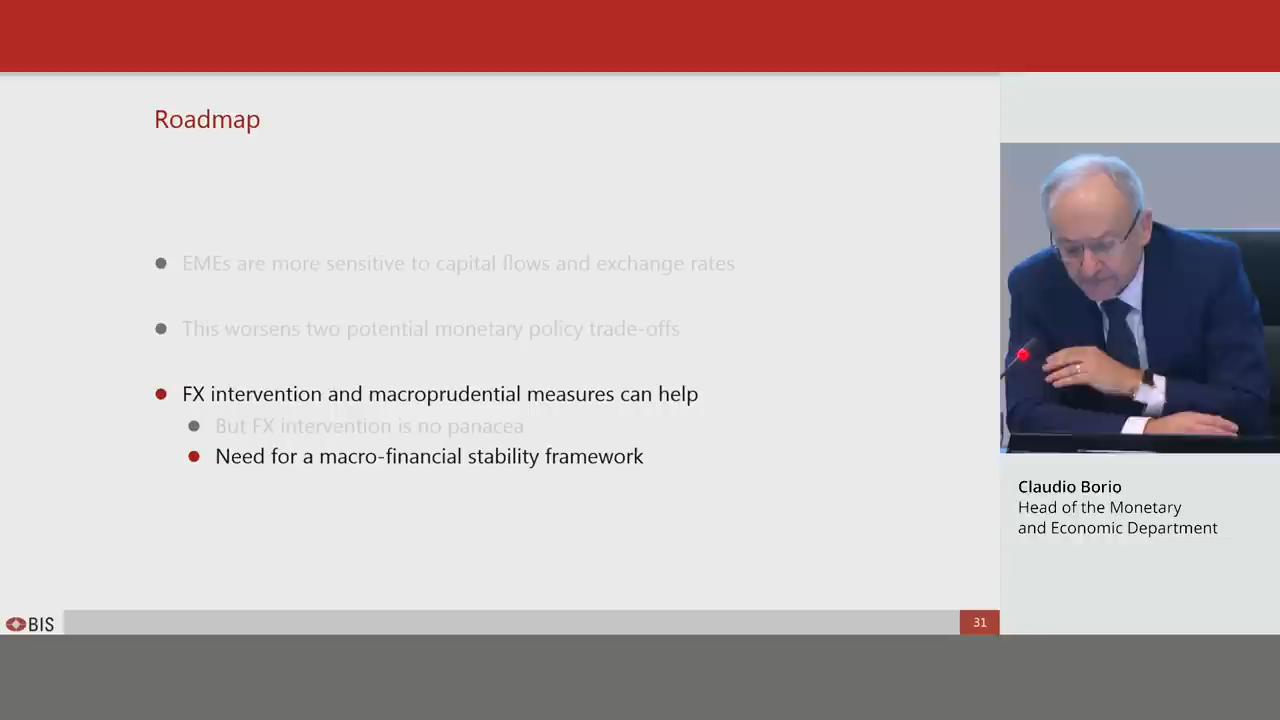 Roadmap
EMEs are more sensitive to capital flows and exchange rates
This worsens two potential monetary policy trade-offs
FX intervention and macroprudential measures can help
But FX intervention is no panacea
Need for a macro-financial stability framework
Claudio Borio
Head of the Monetary
and Economic Department
BIS
31